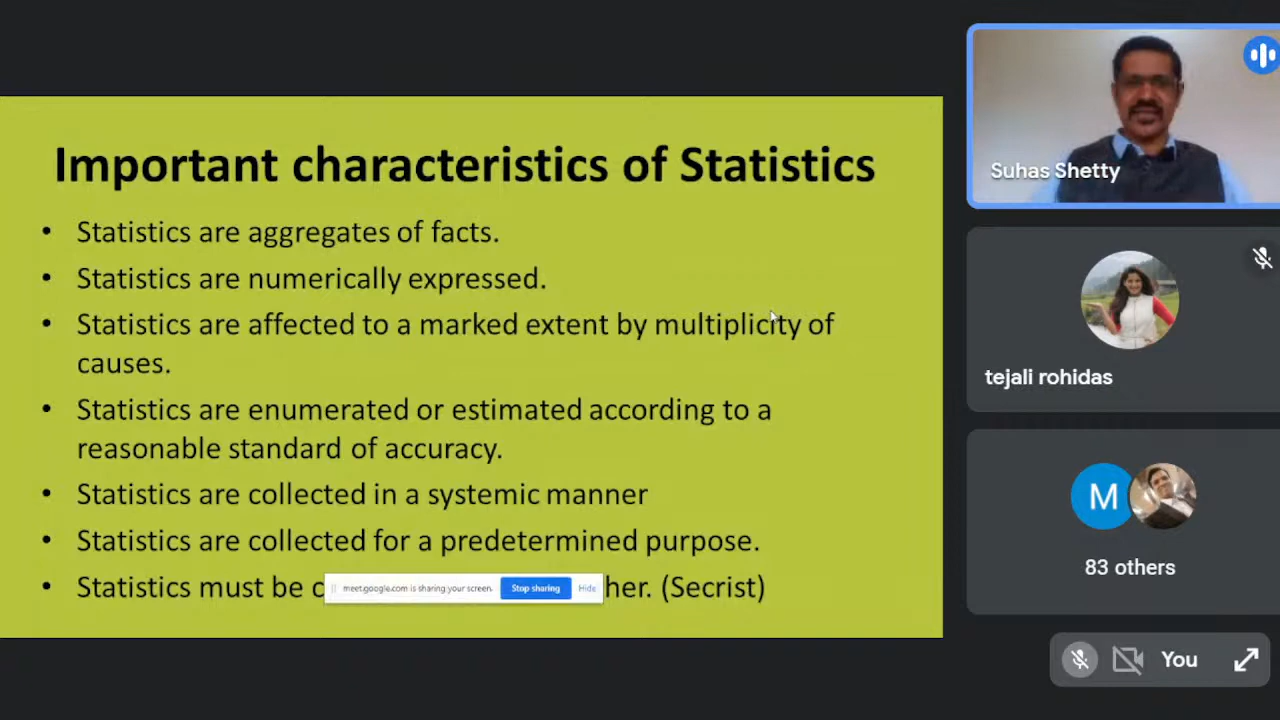 Important characteristics of Statistics
• Statistics are aggregates of facts.
• Statistics are numerically expressed.
• Statistics are affected to a marked extent by multiplicity of
causes.
• Statistics are enumerated or estimated according to a
reasonable standard of accuracy.
• Statistics are collected in a systemic manner
• Statistics are collected for a predetermined purpose.
• Statistics must be c her. (Secrist)
meet.google.com is sharing your screen. Stop sharing Hide
Suhas Shetty
tejali rohidas
M
83 others
You